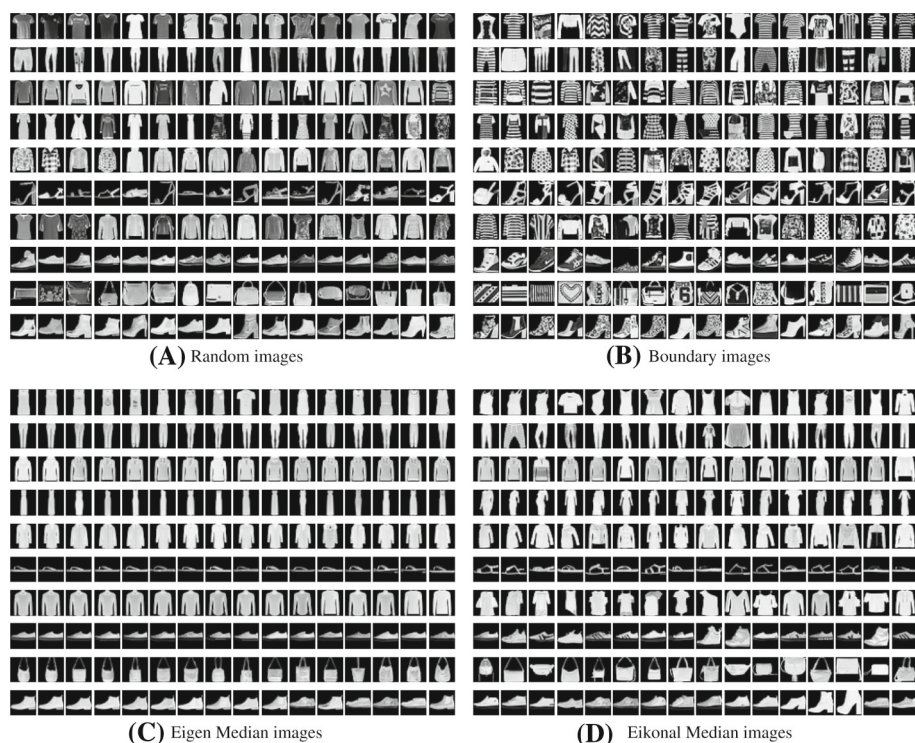 (A) Random images
(B) Boundary images
(C) Eigen Median images
(D) Eikonal Median images